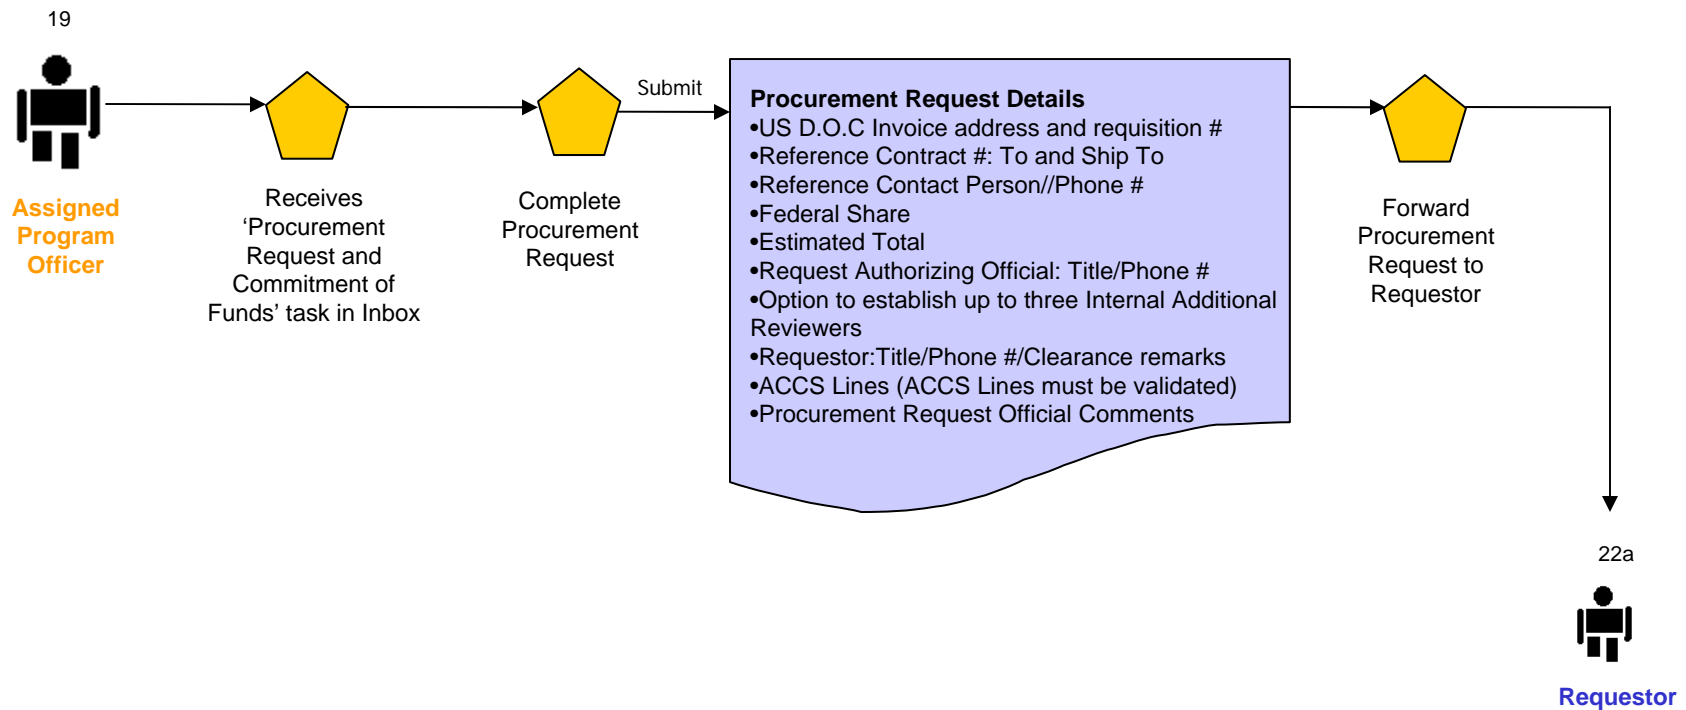 19
Assigned
Program
Officer
Receives
‘Procurement
Request and
Commitment of
Funds’ task in Inbox
Complete
Procurement
Request
Submit
Procurement Request Details
•US D.O.C Invoice address and requisition #
•Reference Contract #: To and Ship To
•Reference Contact Person//Phone #
•Federal Share
•Estimated Total
•Request Authorizing Official: Title/Phone #
•Option to establish up to three Internal Additional
Reviewers
•Requestor:Title/Phone #/Clearance remarks
•ACCS Lines (ACCS Lines must be validated)
•Procurement Request Official Comments
Forward
Procurement
Request to
Requestor
22a
Requestor